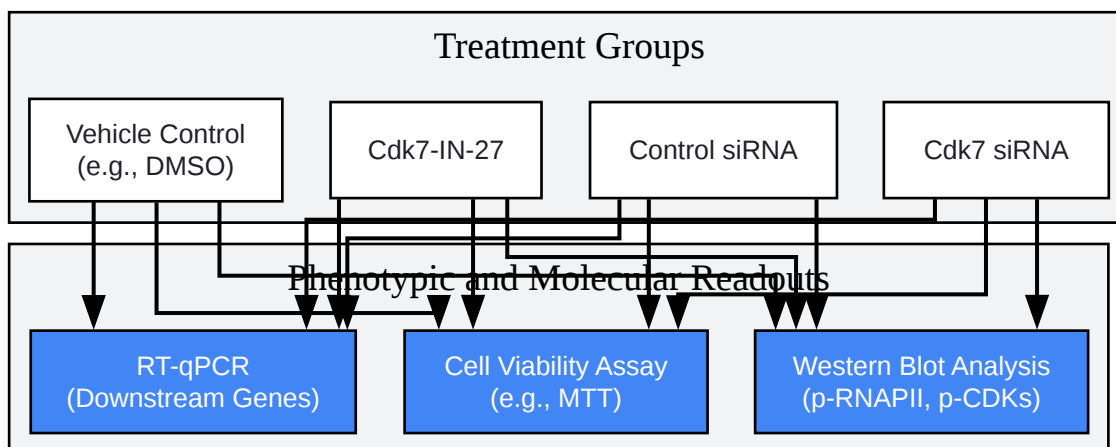 Treatment Groups
Vehicle Control
(e.g., DMSO)
Cdk7-IN-27
Control siRNA
Cdk7 siRNA
Phenotypic and Molecular Readouts
RT-qPCR
(Downstream Genes)
Cell Viability Assay
(e.g., MTT)
Western Blot Analysis
(p-RNAPII, p-CDKs)